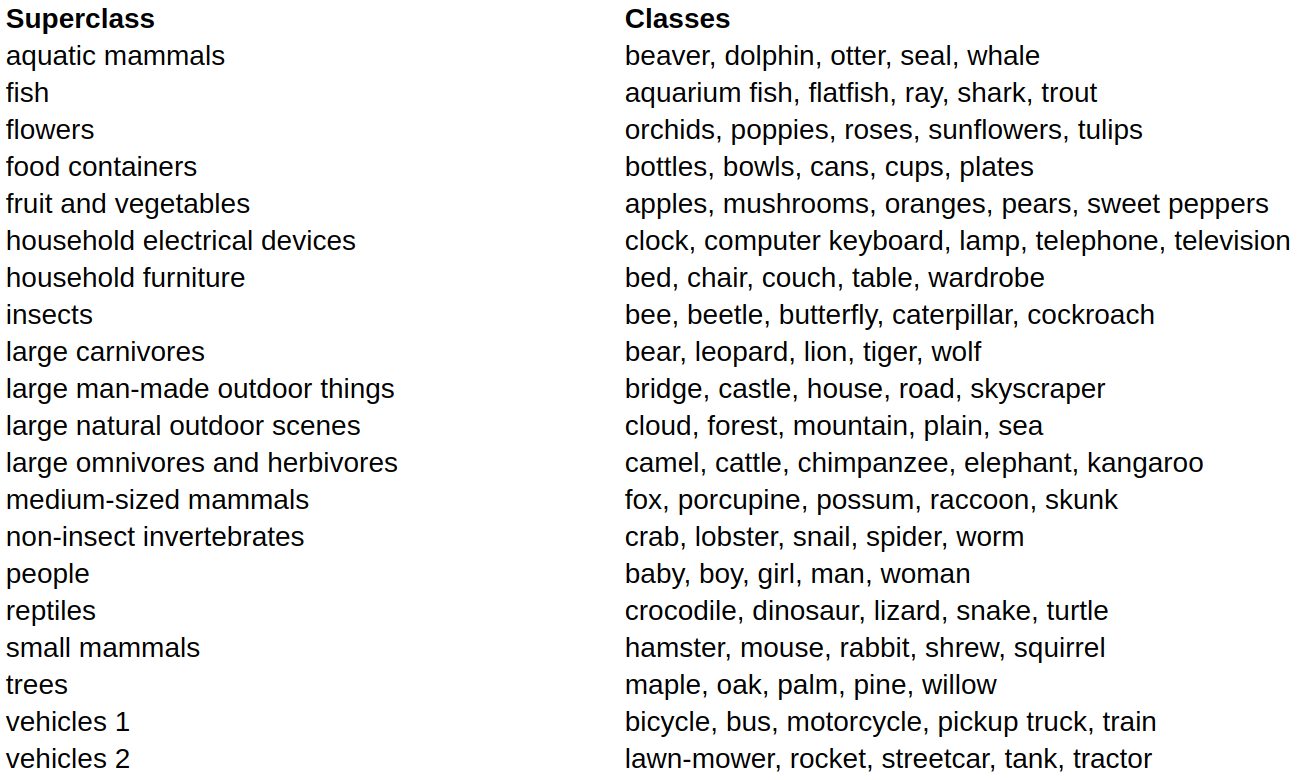 Superclass Classes
aquatic mammals beaver, dolphin, otter, seal, whale
fish aquarium fish, flatfish, ray, shark, trout
flowers orchids, poppies, roses, sunflowers, tulips
food containers bottles, bowls, cans, cups, plates
fruit and vegetables apples, mushrooms, oranges, pears, sweet peppers
household electrical devices clock, computer keyboard, lamp, telephone, television
household furniture bed, chair, couch, table, wardrobe
insects bee, beetle, butterfly, caterpillar, cockroach
large carnivores bear, leopard, lion, tiger, wolf
large man-made outdoor things bridge, castle, house, road, skyscraper
large natural outdoor scenes cloud, forest, mountain, plain, sea
large omnivores and herbivores camel, cattle, chimpanzee, elephant, kangaroo
medium-sized mammals fox, porcupine, possum, raccoon, skunk
non-insect invertebrates crab, lobster, snail, spider, worm
people baby, boy, girl, man, woman
reptiles crocodile, dinosaur, lizard, snake, turtle
small mammals hamster, mouse, rabbit, shrew, squirrel
trees maple, oak, palm, pine, willow
vehicles 1 bicycle, bus, motorcycle, pickup truck, train
vehicles 2 lawn-mower, rocket, streetcar, tank, tractor